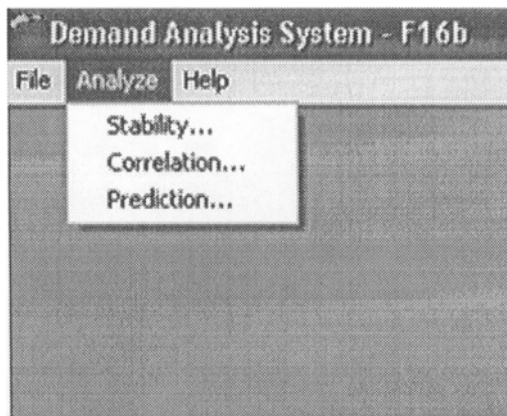 Demand Analysis System - F16b
File Analyze Help
Stability...
Correlation...
Prediction...